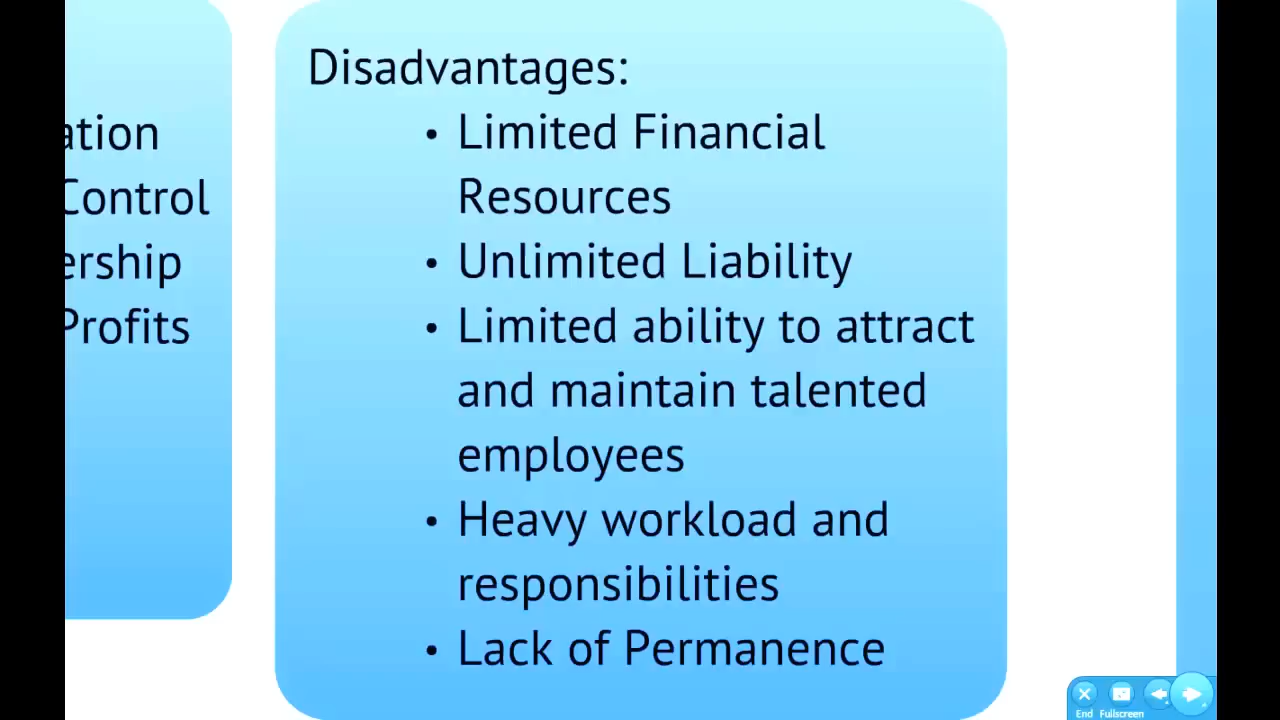 ation
Control
ership
Profits
Disadvantages:
• Limited Financial
Resources
• Unlimited Liability
• Limited ability to attract
and maintain talented
employees
• Heavy workload and
responsibilities
• Lack of Permanence
End Fullscreen